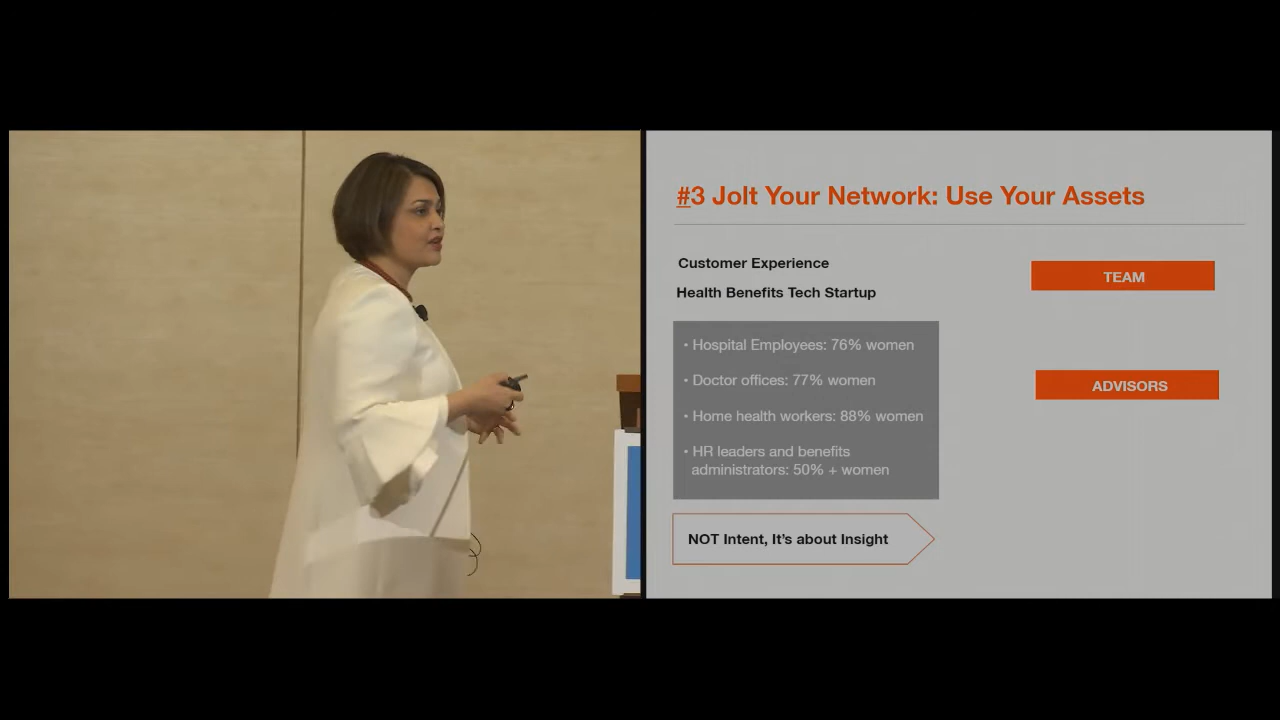 #3 Jolt Your Network: Use Your Assets
Customer Experience
Health Benefits Tech Startup
• Hospital Employees: 76% women
• Doctor offices: 77% women
• Home health workers: 88% women
• HR leaders and benefits
administrators: 50% + women
NOT Intent, It's about Insight
TEAM
ADVISORS